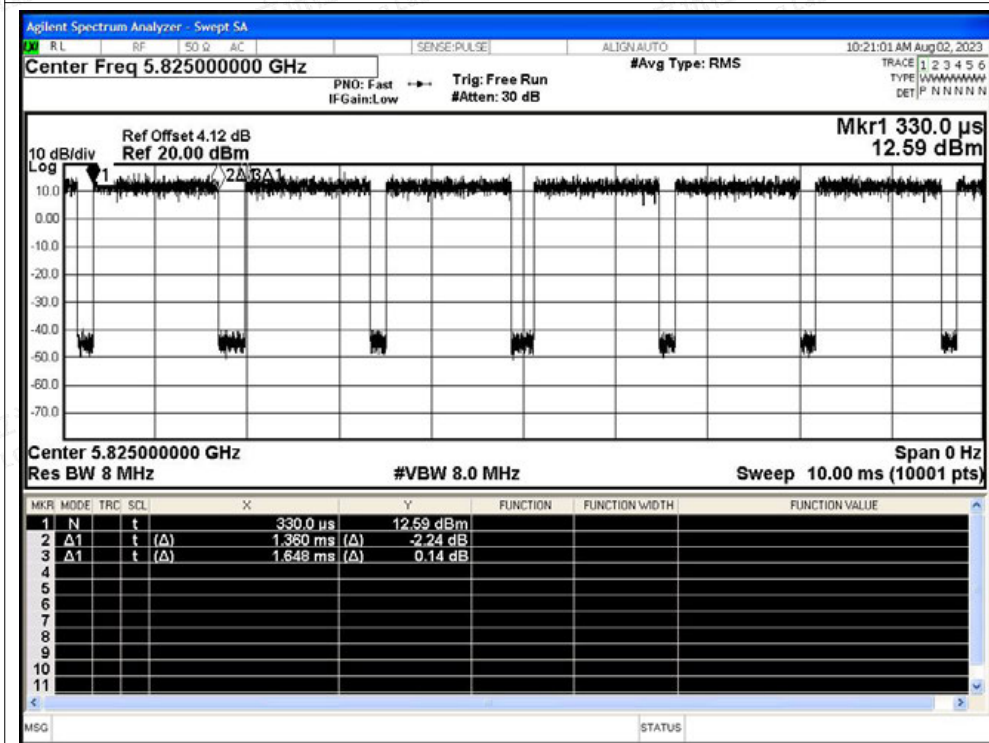 Agilent Spectrum Analyzer - Swept SA
RL RF 50 Ω AC SENSE:PULSE ALIGN AUTO 10:21:01 AM Aug 02, 2023
Center Freq 5.825000000 GHz #Avg Type: RMS TRACE 1 2 3 4 5 6
PNO: Fast Trig: Free Run TYPE WWWWWW
IFGain:Low #Atten: 30 dB DET P N N N N N
Mkr1 330.0 µs
Ref Offset 4.12 dB
10 dB/div Ref 20.00 dBm 12.59 dBm
Log
1 2Δ1 3Δ1
10.0
0.00
-10.0
-20.0
-30.0
-40.0
-50.0
-60.0
-70.0
Center 5.825000000 GHz Span 0 Hz
Res BW 8 MHz #VBW 8.0 MHz Sweep 10.00 ms (10001 pts)
MKR MODE TRC SCL X Y FUNCTION FUNCTION WIDTH FUNCTION VALUE
1 N t 330.0 µs 12.59 dBm
2 Δ1 t (Δ) 1.360 ms (Δ) -2.24 dB
3 Δ1 t (Δ) 1.648 ms (Δ) 0.14 dB
4
5
6
7
8
9
10
11
MSG STATUS